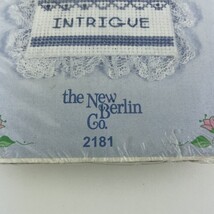 INTRIGUE
the New
Berlin
Co.
2181